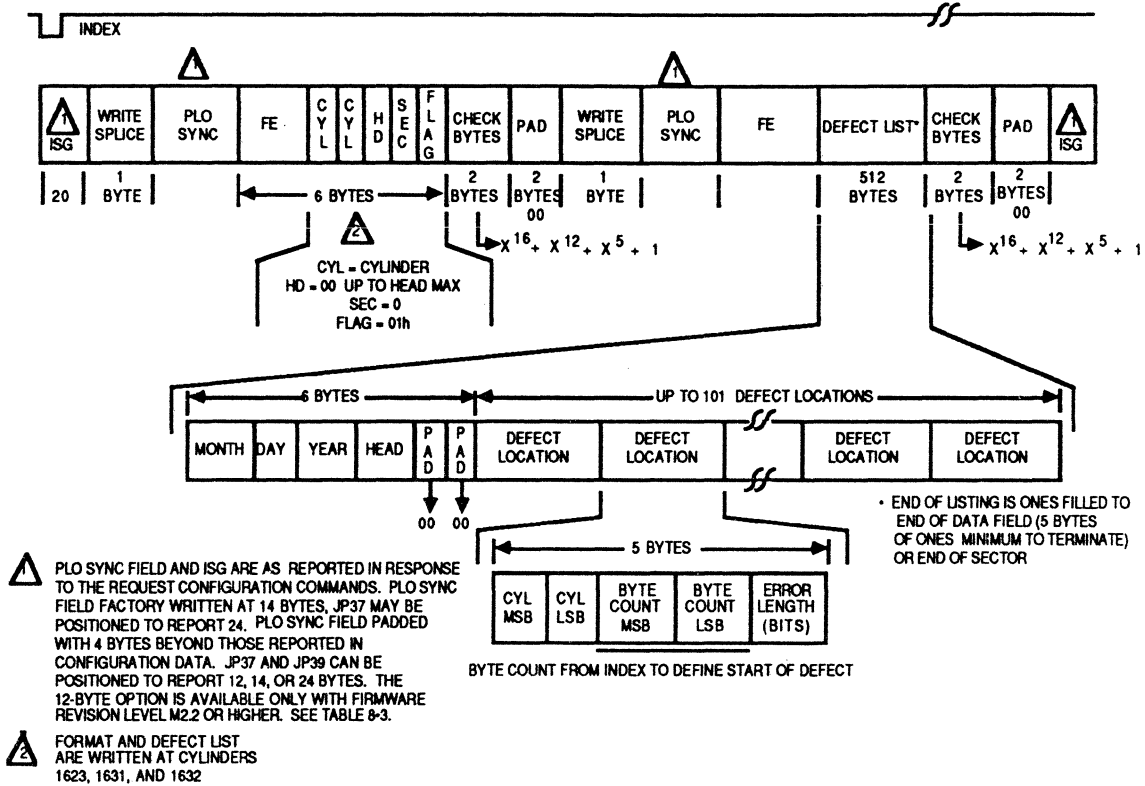 INDEX
1 1
1 ISG WRITE SPLICE PLO SYNC FE CYL CYL HD SEC FLAG CHECK BYTES PAD WRITE SPLICE PLO SYNC FE DEFECT LIST* CHECK BYTES PAD 1 ISG
20 1 BYTE 6 BYTES 2 BYTES 2 BYTES 00 1 BYTE 512 BYTES 2 BYTES 2 BYTES 00
2
X16 + X12 + X5 + 1 X16 + X12 + X5 + 1
CYL = CYLINDER
HD = 00 UP TO HEAD MAX
SEC = 0
FLAG = 01h
6 BYTES UP TO 101 DEFECT LOCATIONS
MONTH DAY YEAR HEAD PAD PAD DEFECT LOCATION DEFECT LOCATION DEFECT LOCATION DEFECT LOCATION
00 00
* END OF LISTING IS ONES FILLED TO
END OF DATA FIELD (5 BYTES
OF ONES MINIMUM TO TERMINATE)
OR END OF SECTOR
5 BYTES
CYL MSB CYL LSB BYTE COUNT MSB BYTE COUNT LSB ERROR LENGTH (BITS)
BYTE COUNT FROM INDEX TO DEFINE START OF DEFECT
1 PLO SYNC FIELD AND ISG ARE AS REPORTED IN RESPONSE
TO THE REQUEST CONFIGURATION COMMANDS. PLO SYNC
FIELD FACTORY WRITTEN AT 14 BYTES, JP37 MAY BE
POSITIONED TO REPORT 24. PLO SYNC FIELD PADDED
WITH 4 BYTES BEYOND THOSE REPORTED IN
CONFIGURATION DATA. JP37 AND JP39 CAN BE
POSITIONED TO REPORT 12, 14, OR 24 BYTES. THE
12-BYTE OPTION IS AVAILABLE ONLY WITH FIRMWARE
REVISION LEVEL M2.2 OR HIGHER. SEE TABLE 8-3.
2 FORMAT AND DEFECT LIST
ARE WRITTEN AT CYLINDERS
1623, 1631, AND 1632